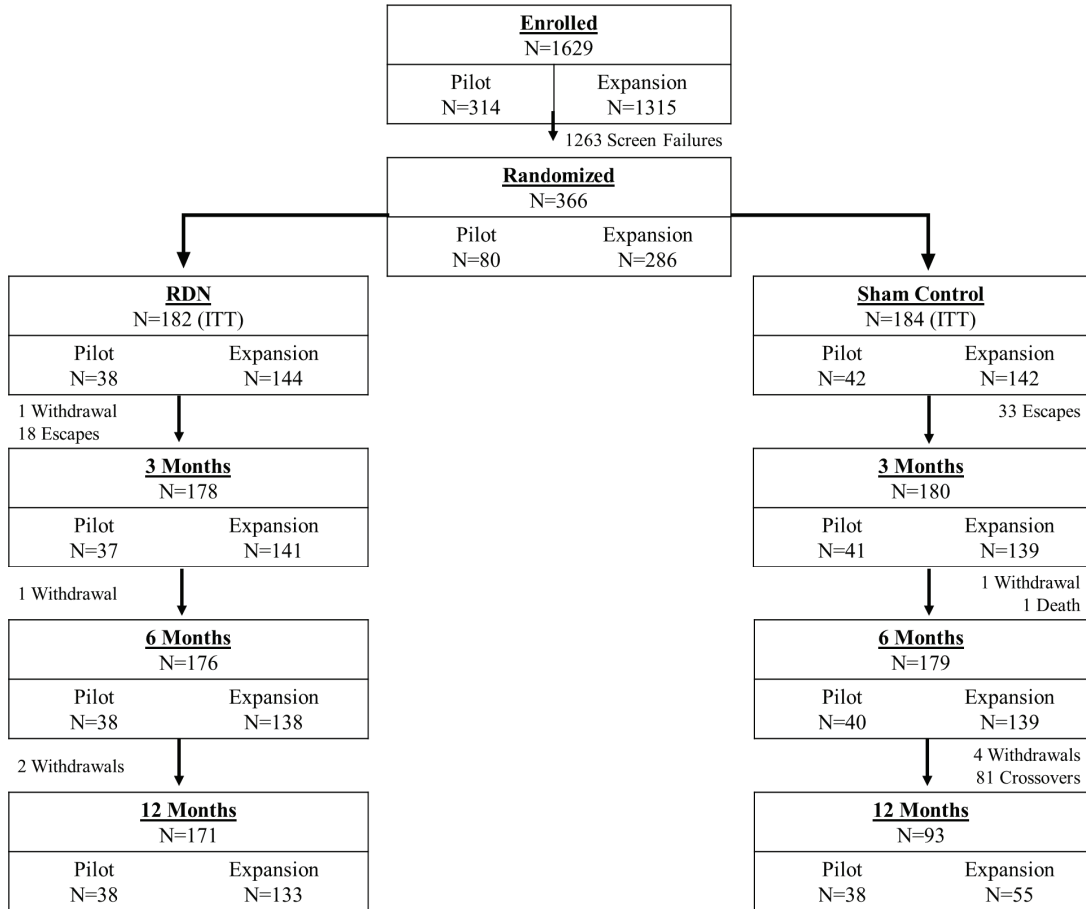 Enrolled
N=1629
Pilot Expansion
N=314 N=1315
1263 Screen Failures
Randomized
N=366
Pilot Expansion
N=80 N=286
RDN
N=182 (ITT)
Pilot Expansion
N=38 N=144
1 Withdrawal
18 Escapes
3 Months
N=178
Pilot Expansion
N=37 N=141
1 Withdrawal
6 Months
N=176
Pilot Expansion
N=38 N=138
2 Withdrawals
12 Months
N=171
Pilot Expansion
N=38 N=133
Sham Control
N=184 (ITT)
Pilot Expansion
N=42 N=142
33 Escapes
3 Months
N=180
Pilot Expansion
N=41 N=139
1 Withdrawal
1 Death
6 Months
N=179
Pilot Expansion
N=40 N=139
4 Withdrawals
81 Crossovers
12 Months
N=93
Pilot Expansion
N=38 N=55